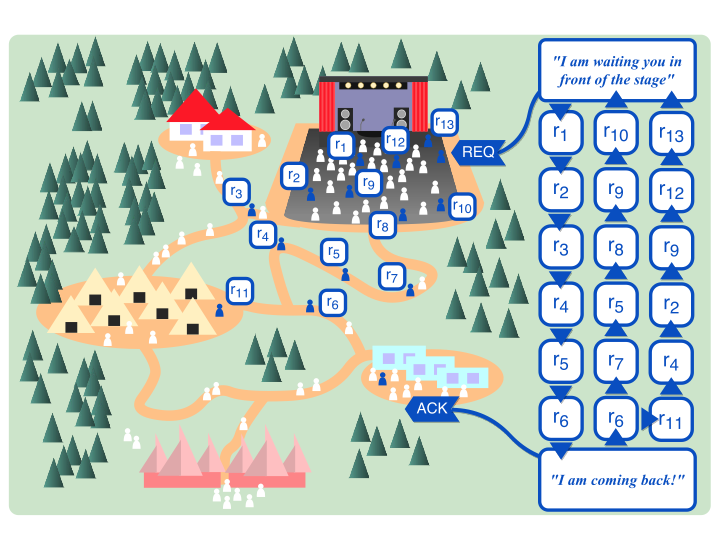 "I am waiting you in
front of the stage"
r13
r12
r1
REQ
r2
r9
r3
r10
r8
r4
r5
r7
r11
r6
ACK
r1 r10 r13
r2 r9 r12
r3 r8 r9
r4 r5 r2
r5 r7 r4
r6 r6 r11
"I am coming back!"